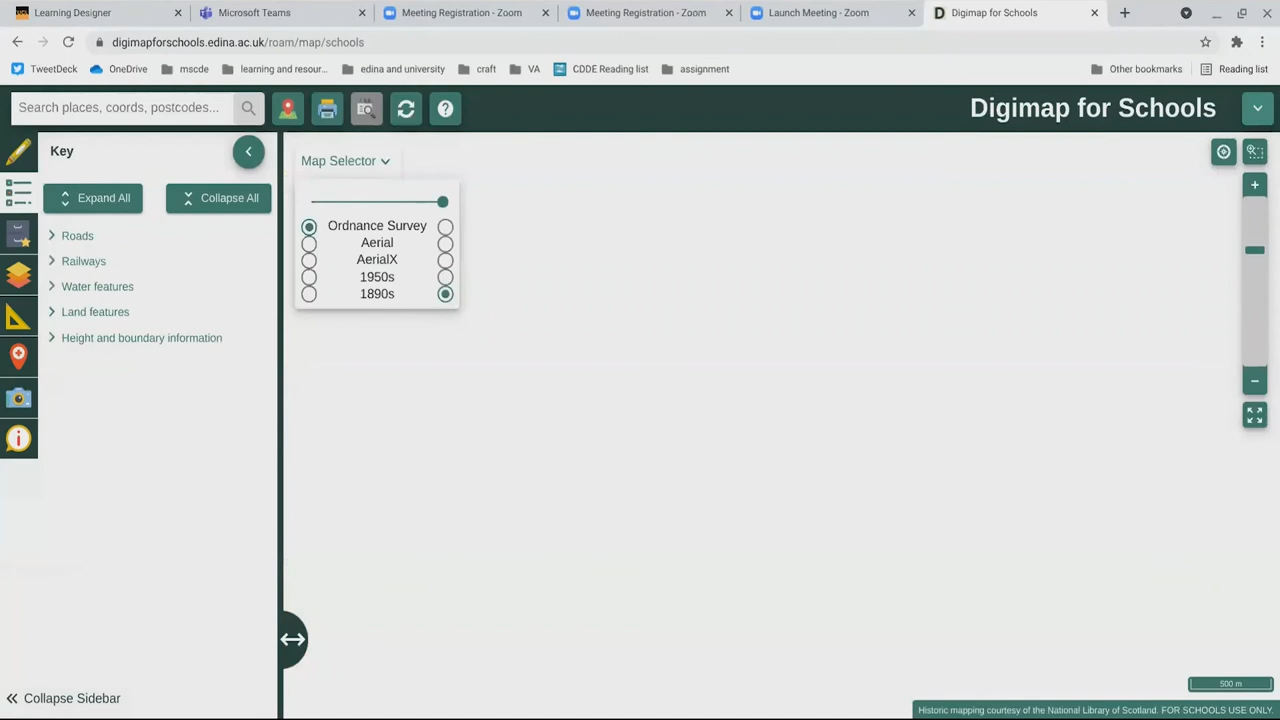 Learning Designer
Microsoft Teams
Meeting Registration - Zoom
Meeting Registration - Zoom
Launch Meeting - Zoom
Digimap for Schools
digimapforschools.edina.ac.uk/roam/map/schools
TweetDeck
OneDrive
mscde
learning and resour...
edina and university
craft
VA
CDDE Reading list
assignment
Other bookmarks
Reading list
Search places, coords, postcodes...
Digimap for Schools
Key
Expand All
Collapse All
Roads
Railways
Water features
Land features
Height and boundary information
Map Selector
Ordnance Survey
Aerial
AerialX
1950s
1890s
500 m
Collapse Sidebar
Historic mapping courtesy of the National Library of Scotland. FOR SCHOOLS USE ONLY.